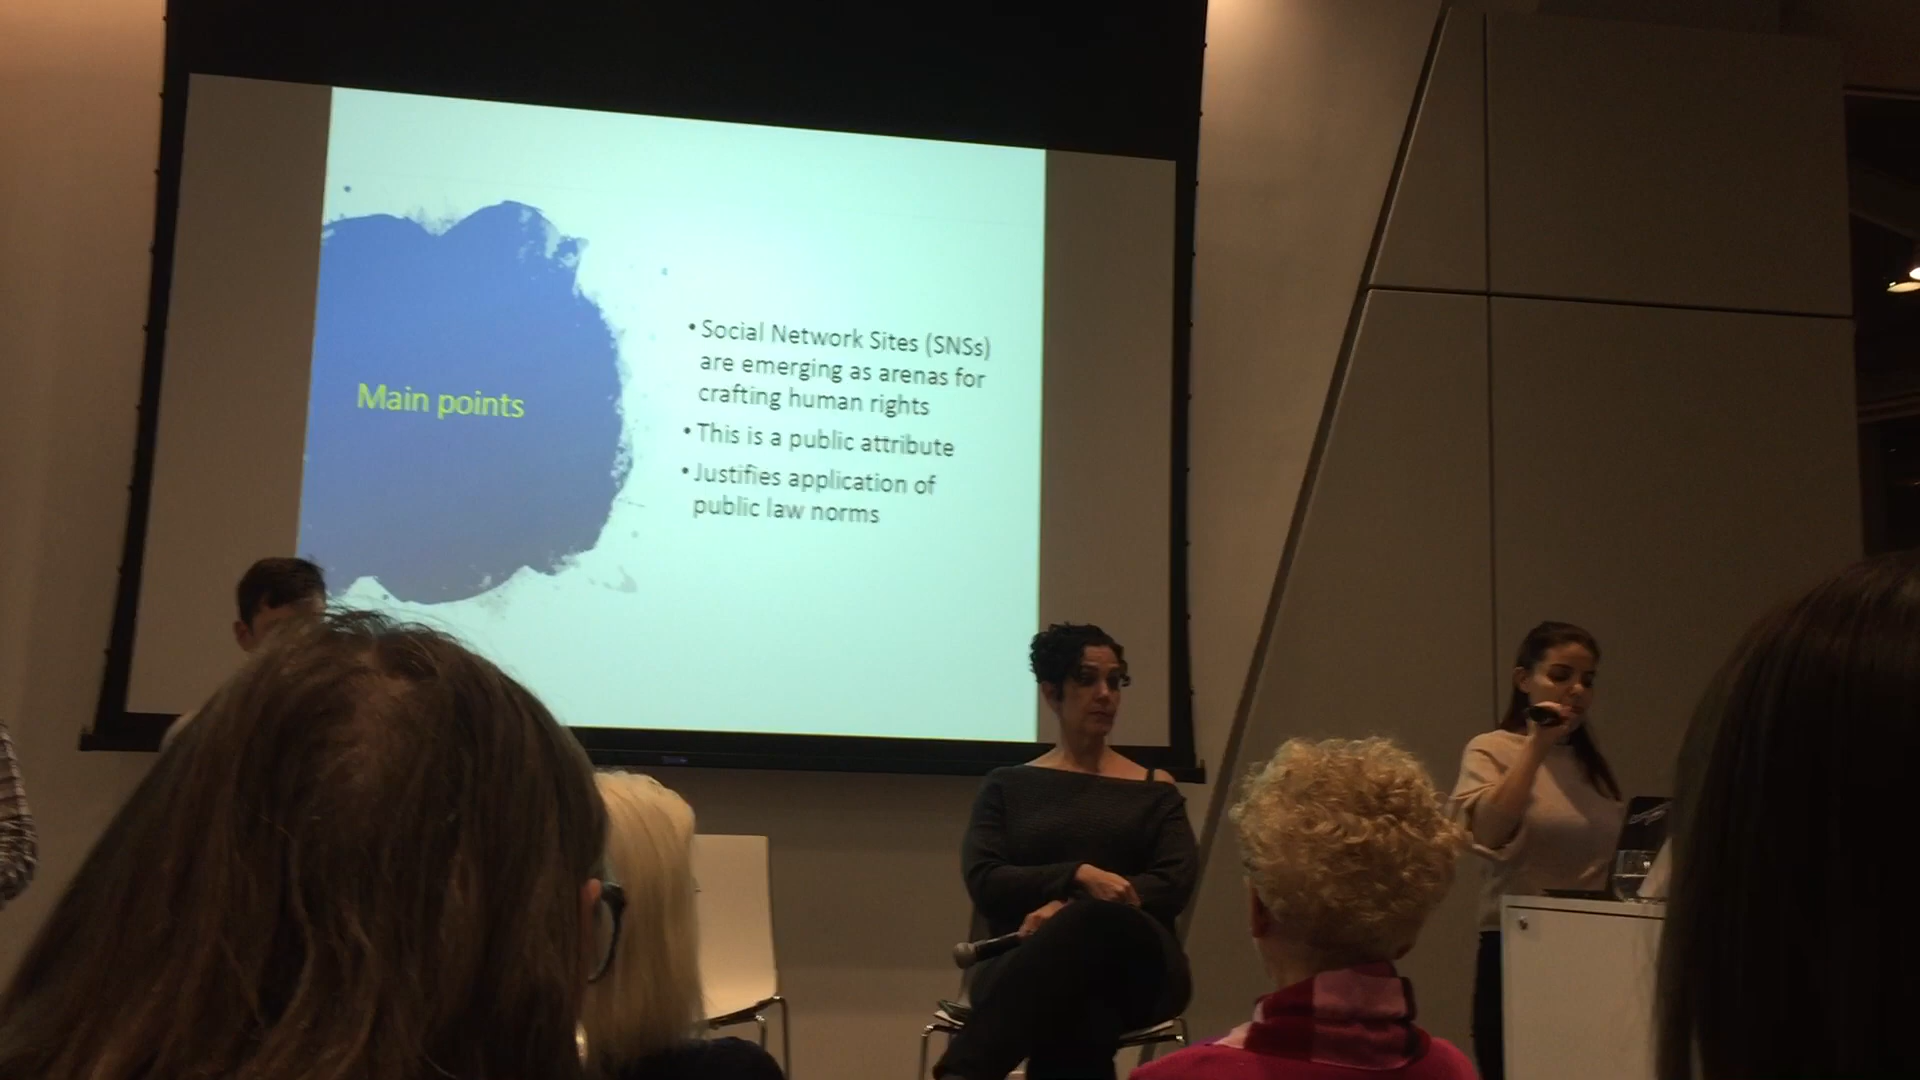 Main points
• Social Network Sites (SNSs)
are emerging as arenas for
crafting human rights
• This is a public attribute
• Justifies application of
public law norms